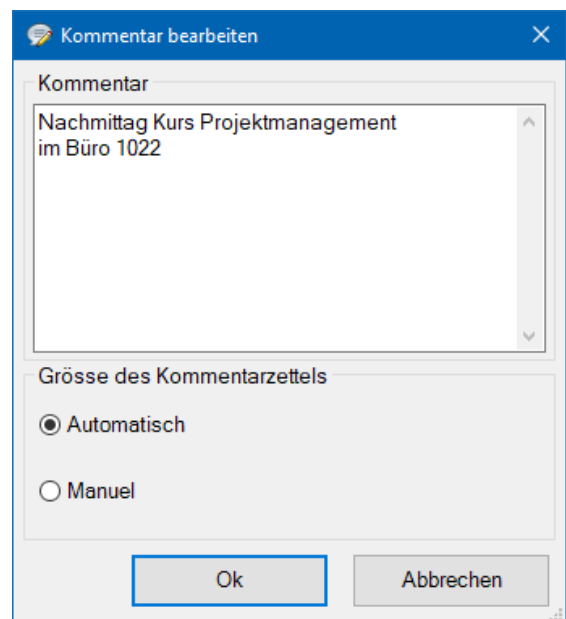 Kommentar bearbeiten
Kommentar
Nachmittag Kurs Projektmanagement
im Büro 1022
Grösse des Kommentarzettels
Automatisch
Manuel
Ok
Abbrechen